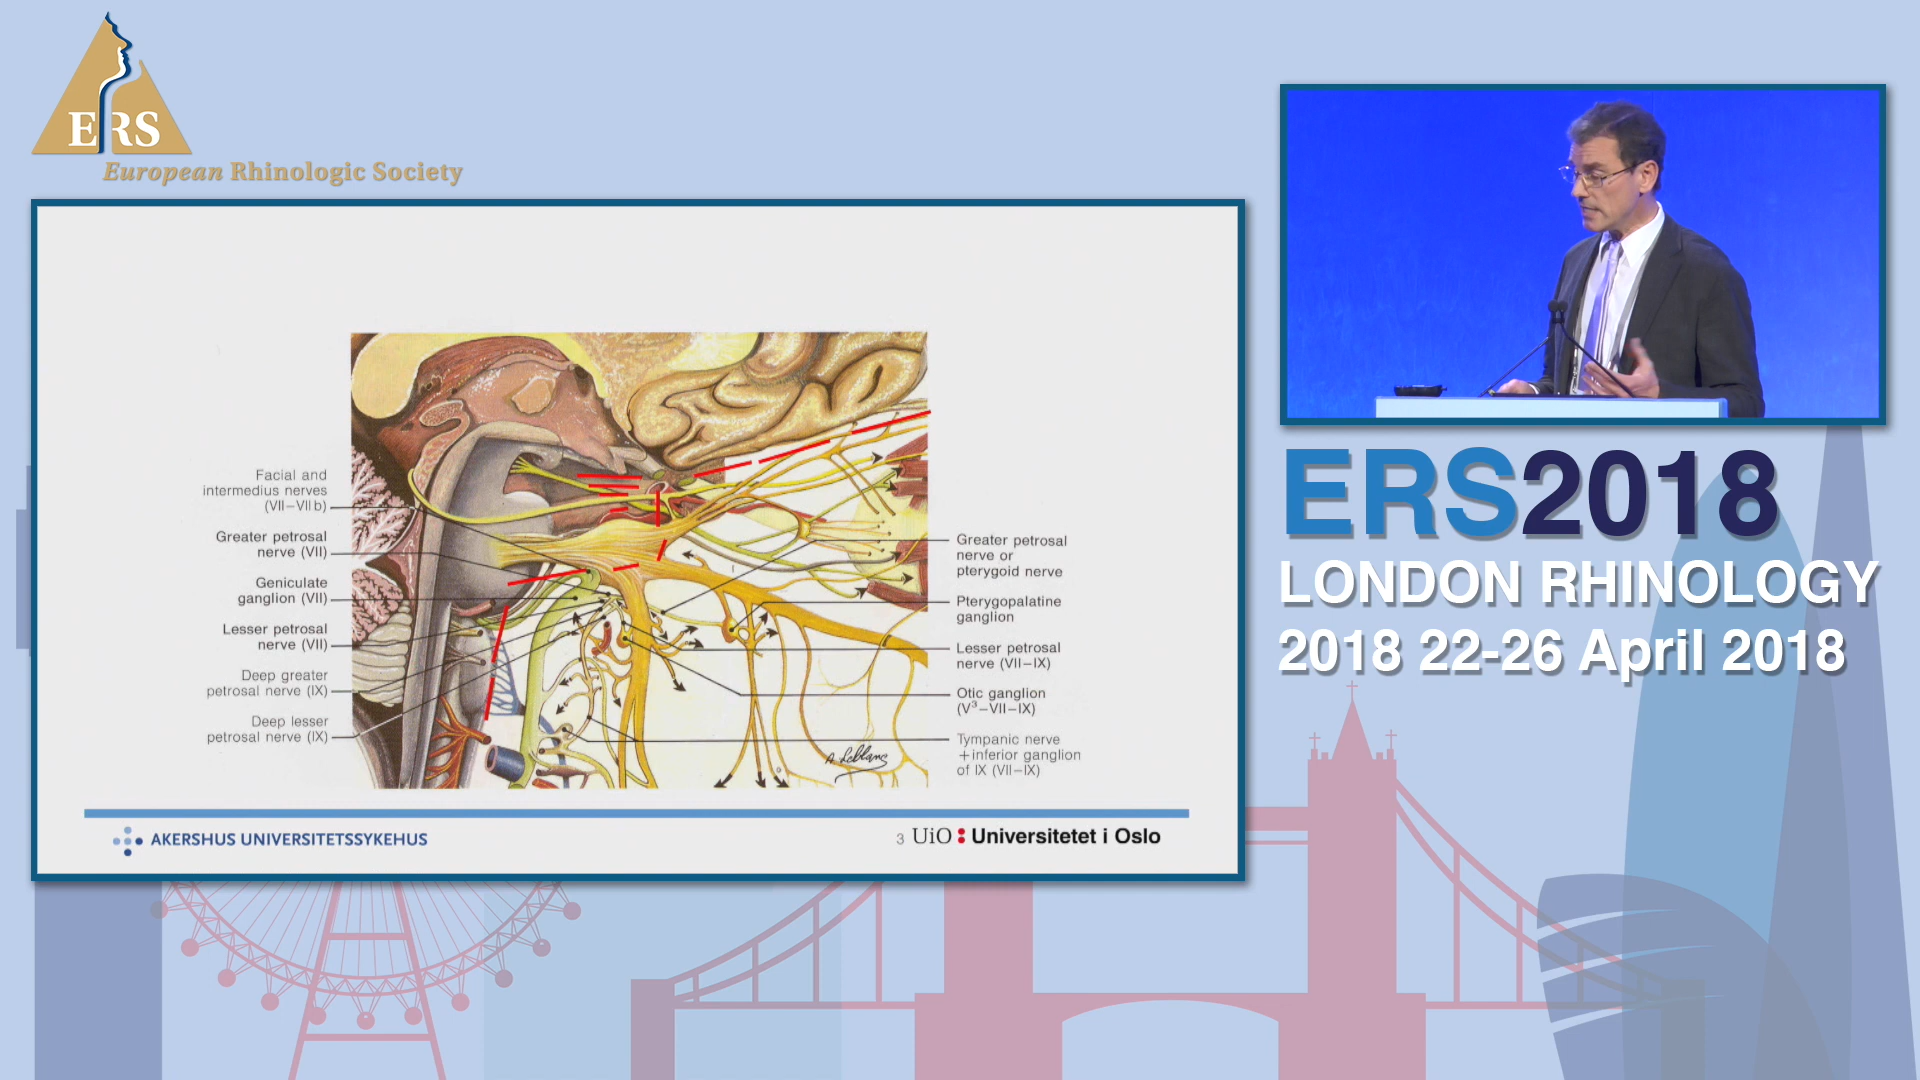 ERS
European Rhinologic Society
Facial and
intermedius nerves
(VII–VIIb)
Greater petrosal
nerve (VII)
Geniculate
ganglion (VII)
Lesser petrosal
nerve (VII)
Deep greater
petrosal nerve (IX)
Deep lesser
petrosal nerve (IX)
Greater petrosal
nerve or
pterygoid nerve
Pterygopalatine
ganglion
Lesser petrosal
nerve (VII–IX)
Otic ganglion
(V³–VII–IX)
Tympanic nerve
+inferior ganglion
of IX (VII–IX)
A. Leblanc
AKERSHUS UNIVERSITETSSYKEHUS
3 UiO : Universitetet i Oslo
ERS2018
LONDON RHINOLOGY
2018 22-26 April 2018